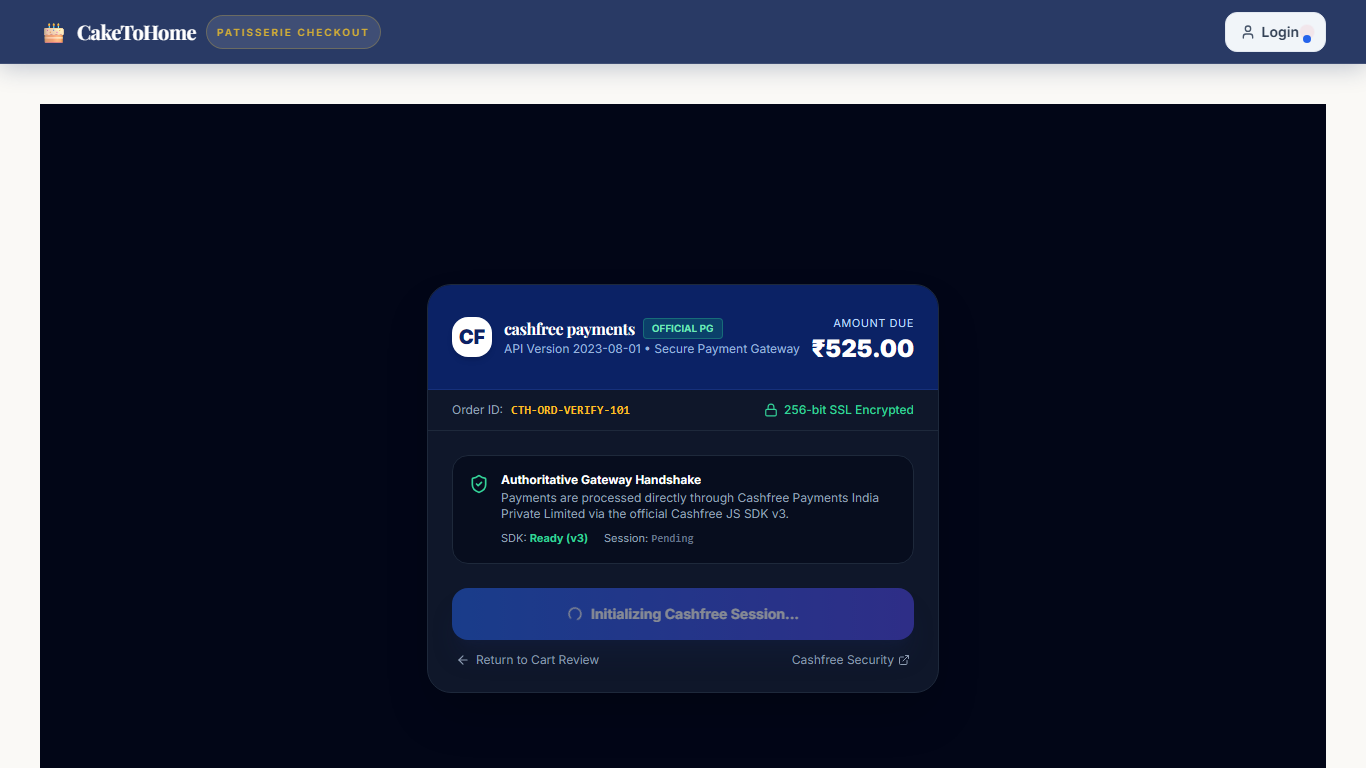 CakeToHome PATISSERIE CHECKOUT Login
CF cashfree payments OFFICIAL PG
API Version 2023-08-01 • Secure Payment Gateway
AMOUNT DUE
₹525.00
Order ID: CTH-ORD-VERIFY-101 256-bit SSL Encrypted
Authoritative Gateway Handshake
Payments are processed directly through Cashfree Payments India
Private Limited via the official Cashfree JS SDK v3.
SDK: Ready (v3) Session: Pending
Initializing Cashfree Session...
Return to Cart Review Cashfree Security